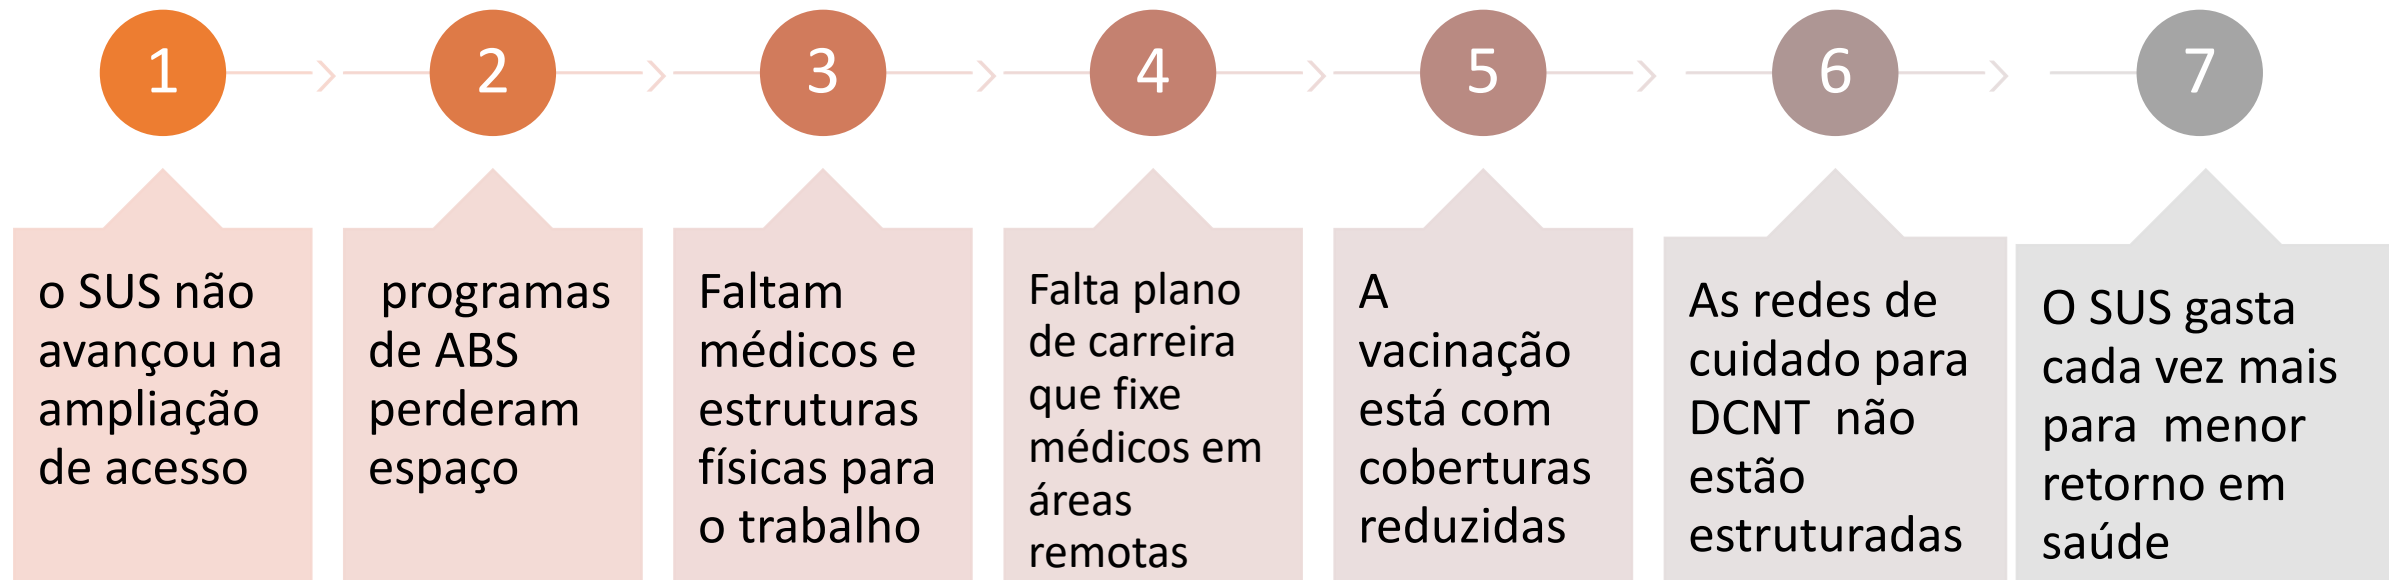 1
2
3
4
5
6
7
o SUS não
avançou na
ampliação
de acesso
programas
de ABS
perderam
espaço
Faltam
médicos e
estruturas
físicas para
o trabalho
Falta plano
de carreira
que fixe
médicos em
áreas
remotas
A
vacinação
está com
coberturas
reduzidas
As redes de
cuidado para
DCNT  não
estão
estruturadas
O SUS gasta
cada vez mais
para  menor
retorno em
saúde